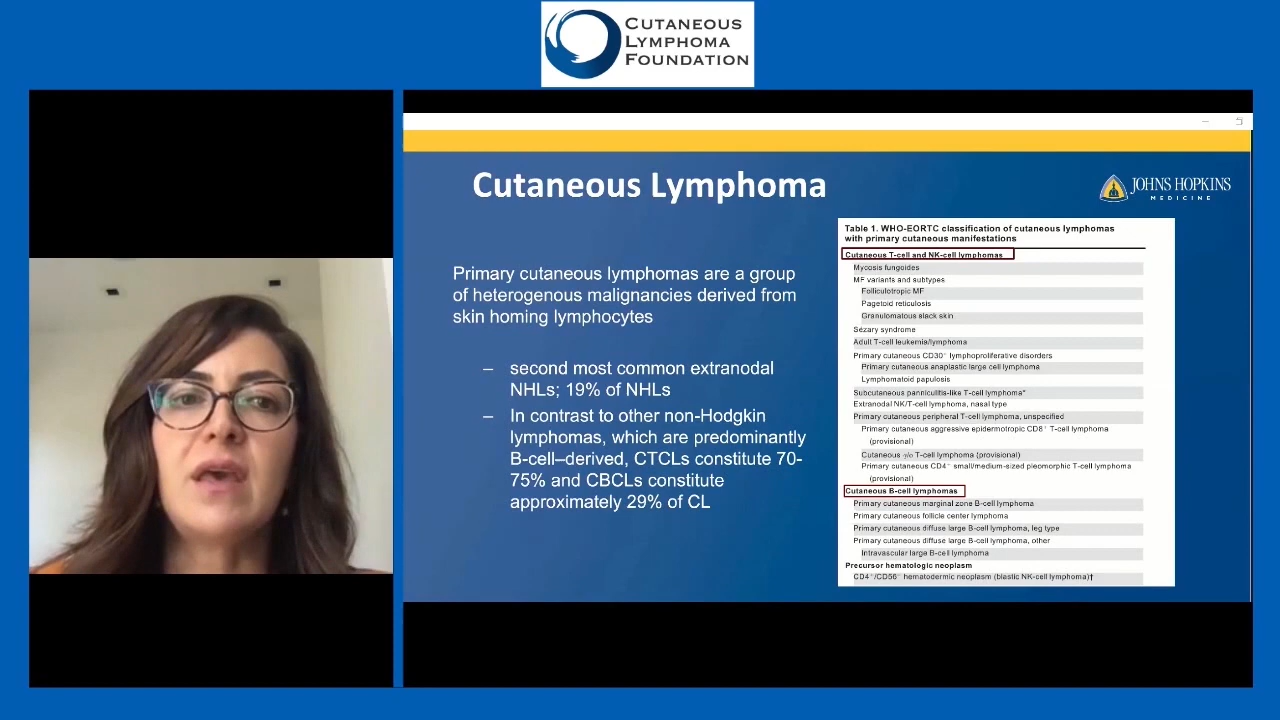 CUTANEOUS
LYMPHOMA
FOUNDATION
Cutaneous Lymphoma
JOHNS HOPKINS
MEDICINE
Primary cutaneous lymphomas are a group
of heterogenous malignancies derived from
skin homing lymphocytes
– second most common extranodal
NHLs; 19% of NHLs
– In contrast to other non-Hodgkin
lymphomas, which are predominantly
B-cell–derived, CTCLs constitute 70-
75% and CBCLs constitute
approximately 29% of CL
Table 1. WHO-EORTC classification of cutaneous lymphomas
with primary cutaneous manifestations
Cutaneous T-cell and NK-cell lymphomas
Mycosis fungoides
MF variants and subtypes
Folliculotropic MF
Pagetoid reticulosis
Granulomatous slack skin
Sézary syndrome
Adult T-cell leukemia/lymphoma
Primary cutaneous CD30⁺ lymphoproliferative disorders
Primary cutaneous anaplastic large cell lymphoma
Lymphomatoid papulosis
Subcutaneous panniculitis-like T-cell lymphoma*
Extranodal NK/T-cell lymphoma, nasal type
Primary cutaneous peripheral T-cell lymphoma, unspecified
Primary cutaneous aggressive epidermotropic CD8⁺ T-cell lymphoma
(provisional)
Cutaneous T-cell lymphoma (provisional)
Primary cutaneous CD4⁺ small/medium-sized pleomorphic T-cell lymphoma
(provisional)
Cutaneous B-cell lymphomas
Primary cutaneous marginal zone B-cell lymphoma
Primary cutaneous follicle center lymphoma
Primary cutaneous diffuse large B-cell lymphoma, leg type
Primary cutaneous diffuse large B-cell lymphoma, other
Intravascular large B-cell lymphoma
Precursor hematologic neoplasm
CD4⁺/CD56⁺ hematodermic neoplasm (blastic NK-cell lymphoma)†